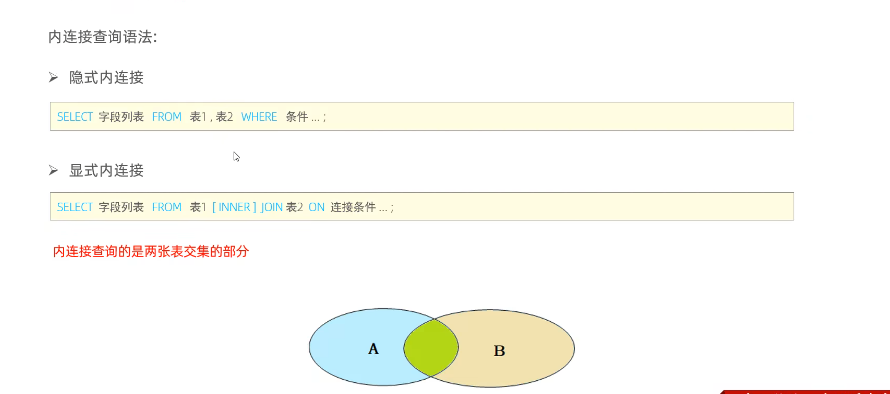 内连接查询语法:
➢ 隐式内连接
SELECT 字段列表 FROM 表1 , 表2 WHERE 条件 ... ;
➢ 显式内连接
SELECT 字段列表 FROM 表1 [ INNER ] JOIN 表2 ON 连接条件 ... ;
内连接查询的是两张表交集的部分
A
B